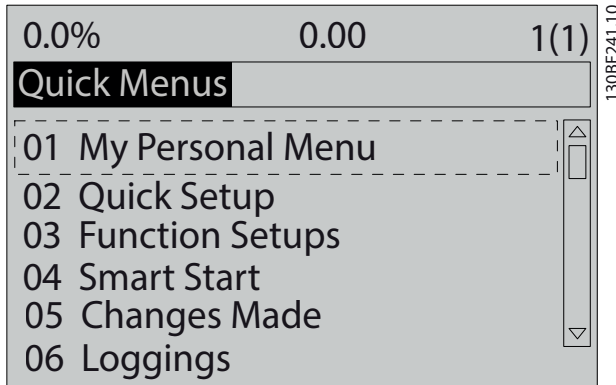 0.0% 0.00 1(1)
Quick Menus
01 My Personal Menu
02 Quick Setup
03 Function Setups
04 Smart Start
05 Changes Made
06 Loggings
130BF241.10